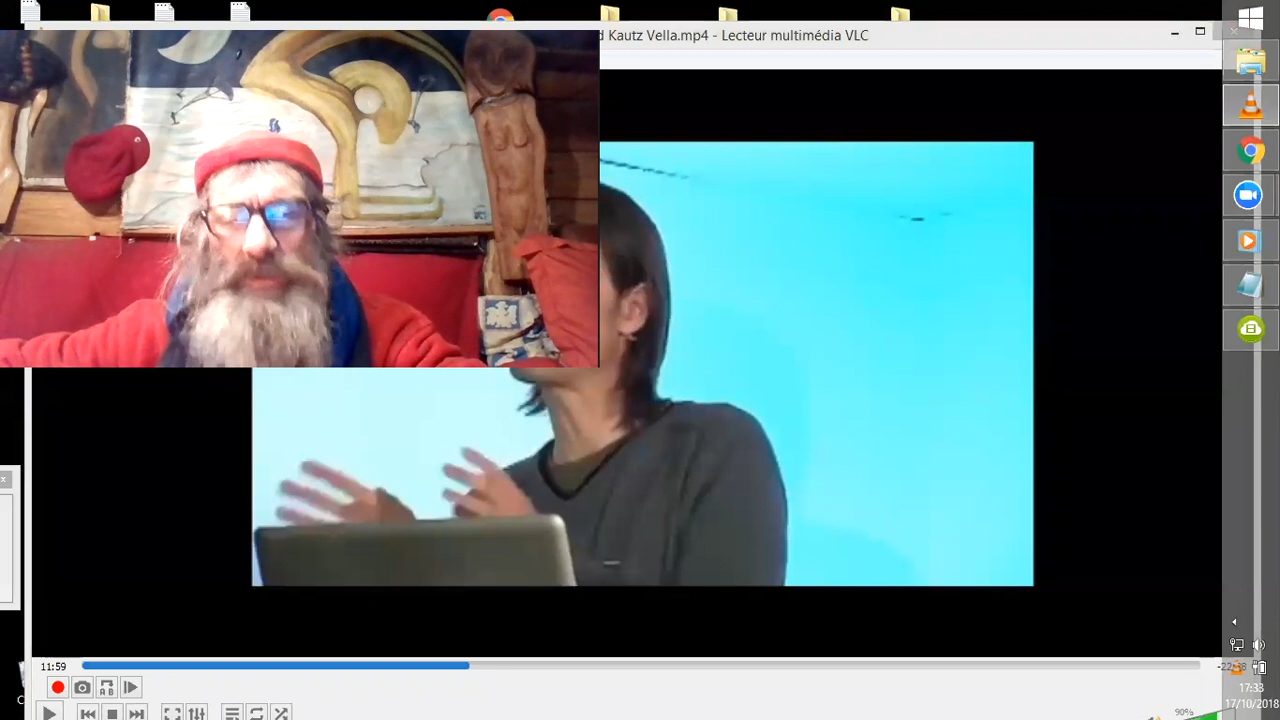 d Kautz Vella.mp4 - Lecteur multimédia VLC
11:59
A B
90%
17:33
17/10/2018